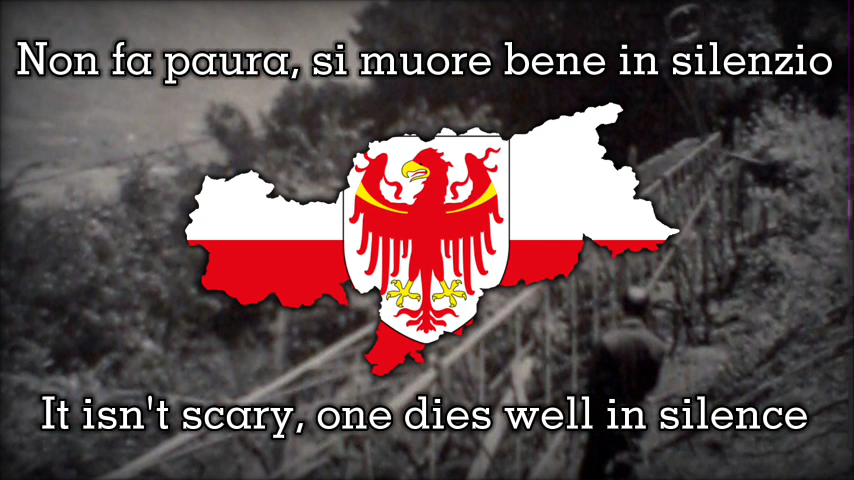 Non fa paura, si muore bene in silenzio
It isn't scary, one dies well in silence